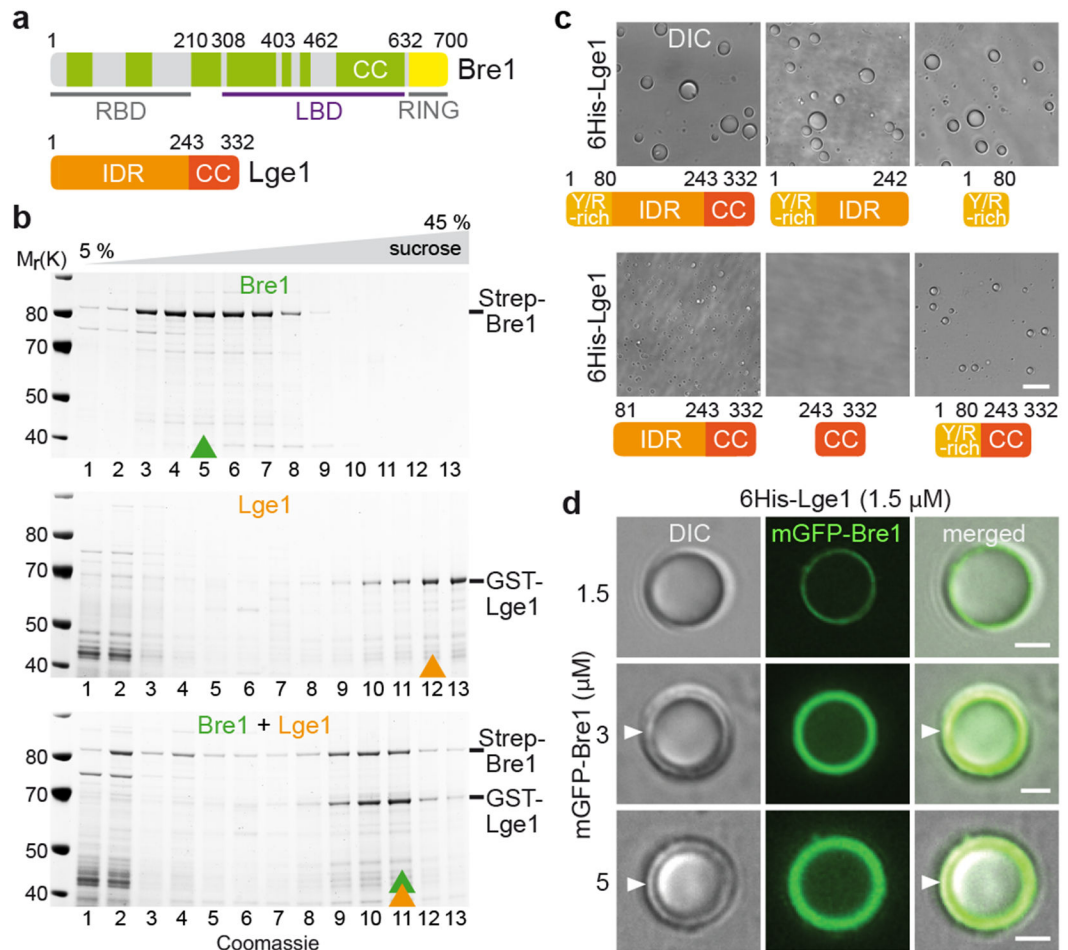 a
1 210 308 403 462 632 700
CC Bre1
RBD LBD RING
1 243 332
IDR CC Lge1
b
5 % 45 %
sucrose
Mr(K)
Bre1
80
70
50
40
Strep-
Bre1
1 2 3 4 5 6 7 8 9 10 11 12 13
Lge1
80
70
50
40
GST-
Lge1
1 2 3 4 5 6 7 8 9 10 11 12 13
Bre1 + Lge1
80
70
50
40
Strep-
Bre1
GST-
Lge1
1 2 3 4 5 6 7 8 9 10 11 12 13
Coomassie
c
DIC
6His-Lge1
1 80 243 332
Y/R
-rich IDR CC
1 242
Y/R
-rich IDR
1 80
Y/R
-rich
6His-Lge1
81 243 332
IDR CC
243 332
CC
1 80 243 332
Y/R
-rich CC
d
6His-Lge1 (1.5 µM)
DIC mGFP-Bre1 merged
mGFP-Bre1 (µM)
1.5
3
5